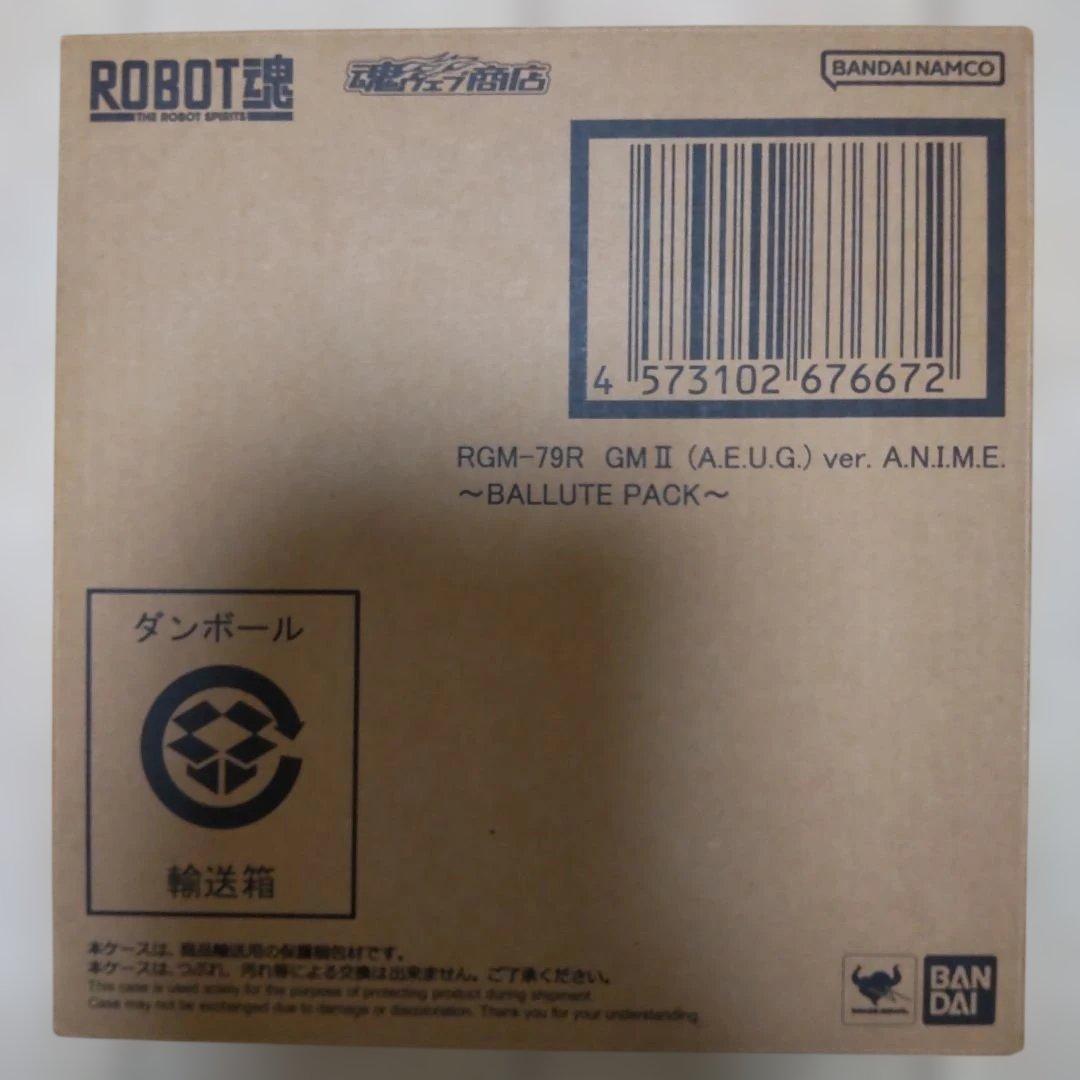 ROBOT魂
THE ROBOT SPIRITS
魂ウェブ商店
BANDAI NAMCO
4 573102 676672
RGM-79R GMⅡ (A.E.U.G.) ver. A.N.I.M.E.
～BALLUTE PACK～
ダンボール
輸送箱
本ケースは、商品輸送用の保護梱包材です。
本ケースは、つぶれ、汚れ等による交換は出来ません。ご了承ください。
This case is used solely for the purpose of protecting product during shipment.
Case may not be exchanged due to damage or discoloration. Thank you for your understanding.
BAN
DAI